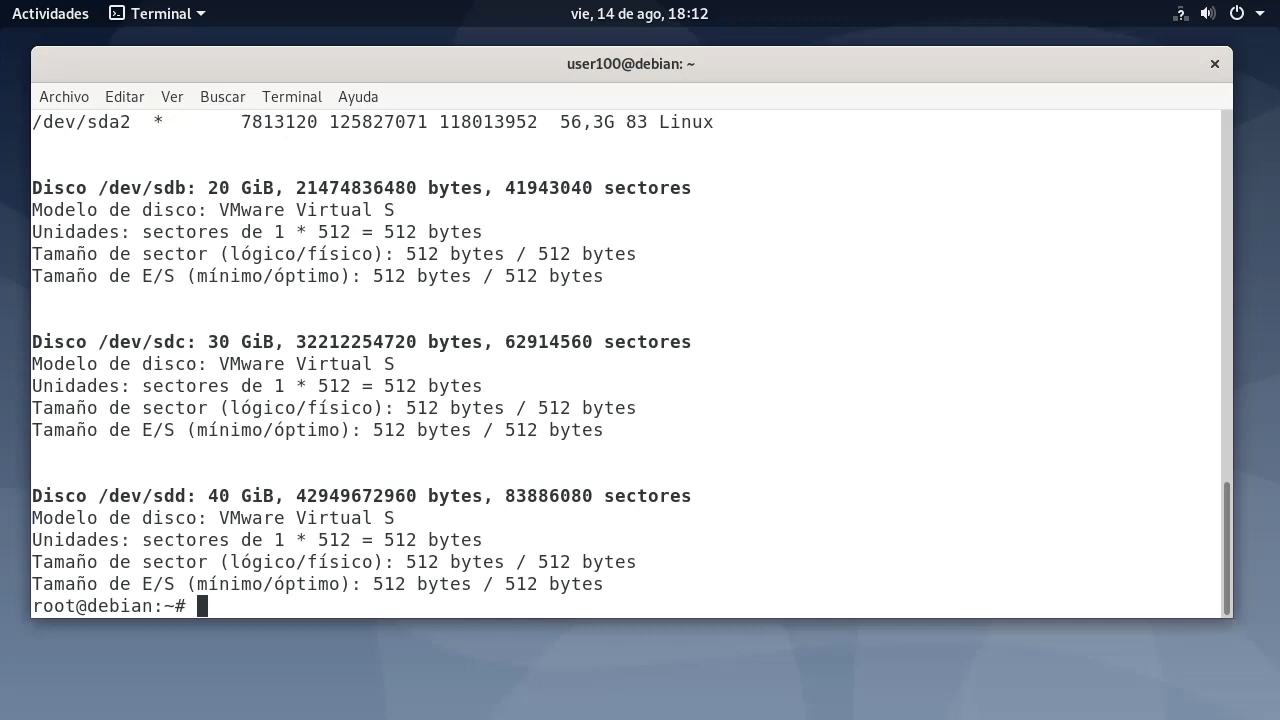 Actividades Terminal vie, 14 de ago, 18:12
user100@debian: ~
Archivo Editar Ver Buscar Terminal Ayuda
/dev/sda2  *       7813120 125827071 118013952  56,3G 83 Linux
Disco /dev/sdb: 20 GiB, 21474836480 bytes, 41943040 sectores
Modelo de disco: VMware Virtual S
Unidades: sectores de 1 * 512 = 512 bytes
Tamaño de sector (lógico/físico): 512 bytes / 512 bytes
Tamaño de E/S (mínimo/óptimo): 512 bytes / 512 bytes
Disco /dev/sdc: 30 GiB, 32212254720 bytes, 62914560 sectores
Modelo de disco: VMware Virtual S
Unidades: sectores de 1 * 512 = 512 bytes
Tamaño de sector (lógico/físico): 512 bytes / 512 bytes
Tamaño de E/S (mínimo/óptimo): 512 bytes / 512 bytes
Disco /dev/sdd: 40 GiB, 42949672960 bytes, 83886080 sectores
Modelo de disco: VMware Virtual S
Unidades: sectores de 1 * 512 = 512 bytes
Tamaño de sector (lógico/físico): 512 bytes / 512 bytes
Tamaño de E/S (mínimo/óptimo): 512 bytes / 512 bytes
root@debian:~#